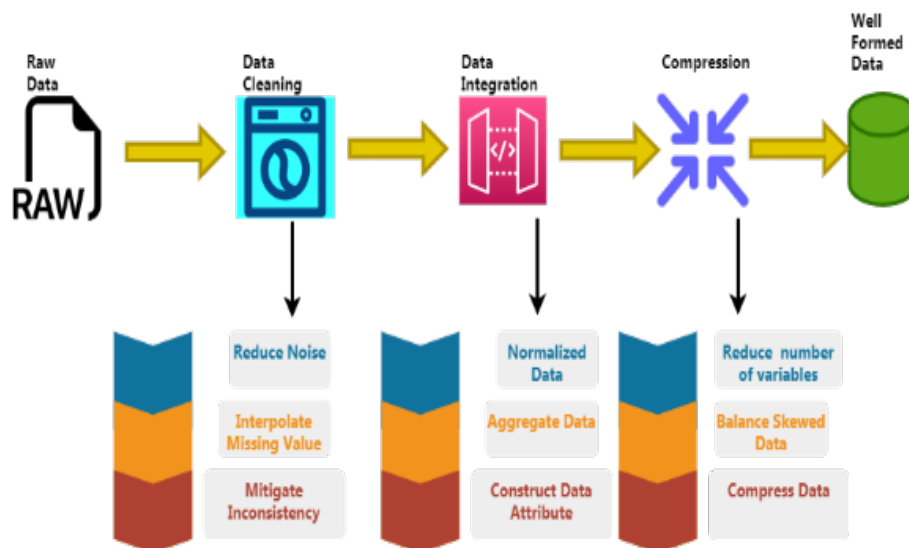 Raw
Data
RAW
Data
Cleaning
Data
Integration
</>
Compression
Well
Formed
Data
Reduce Noise
Interpolate
Missing Value
Mitigate
Inconsistency
Normalized
Data
Aggregate Data
Construct Data
Attribute
Reduce number
of variables
Balance Skewed
Data
Compress Data